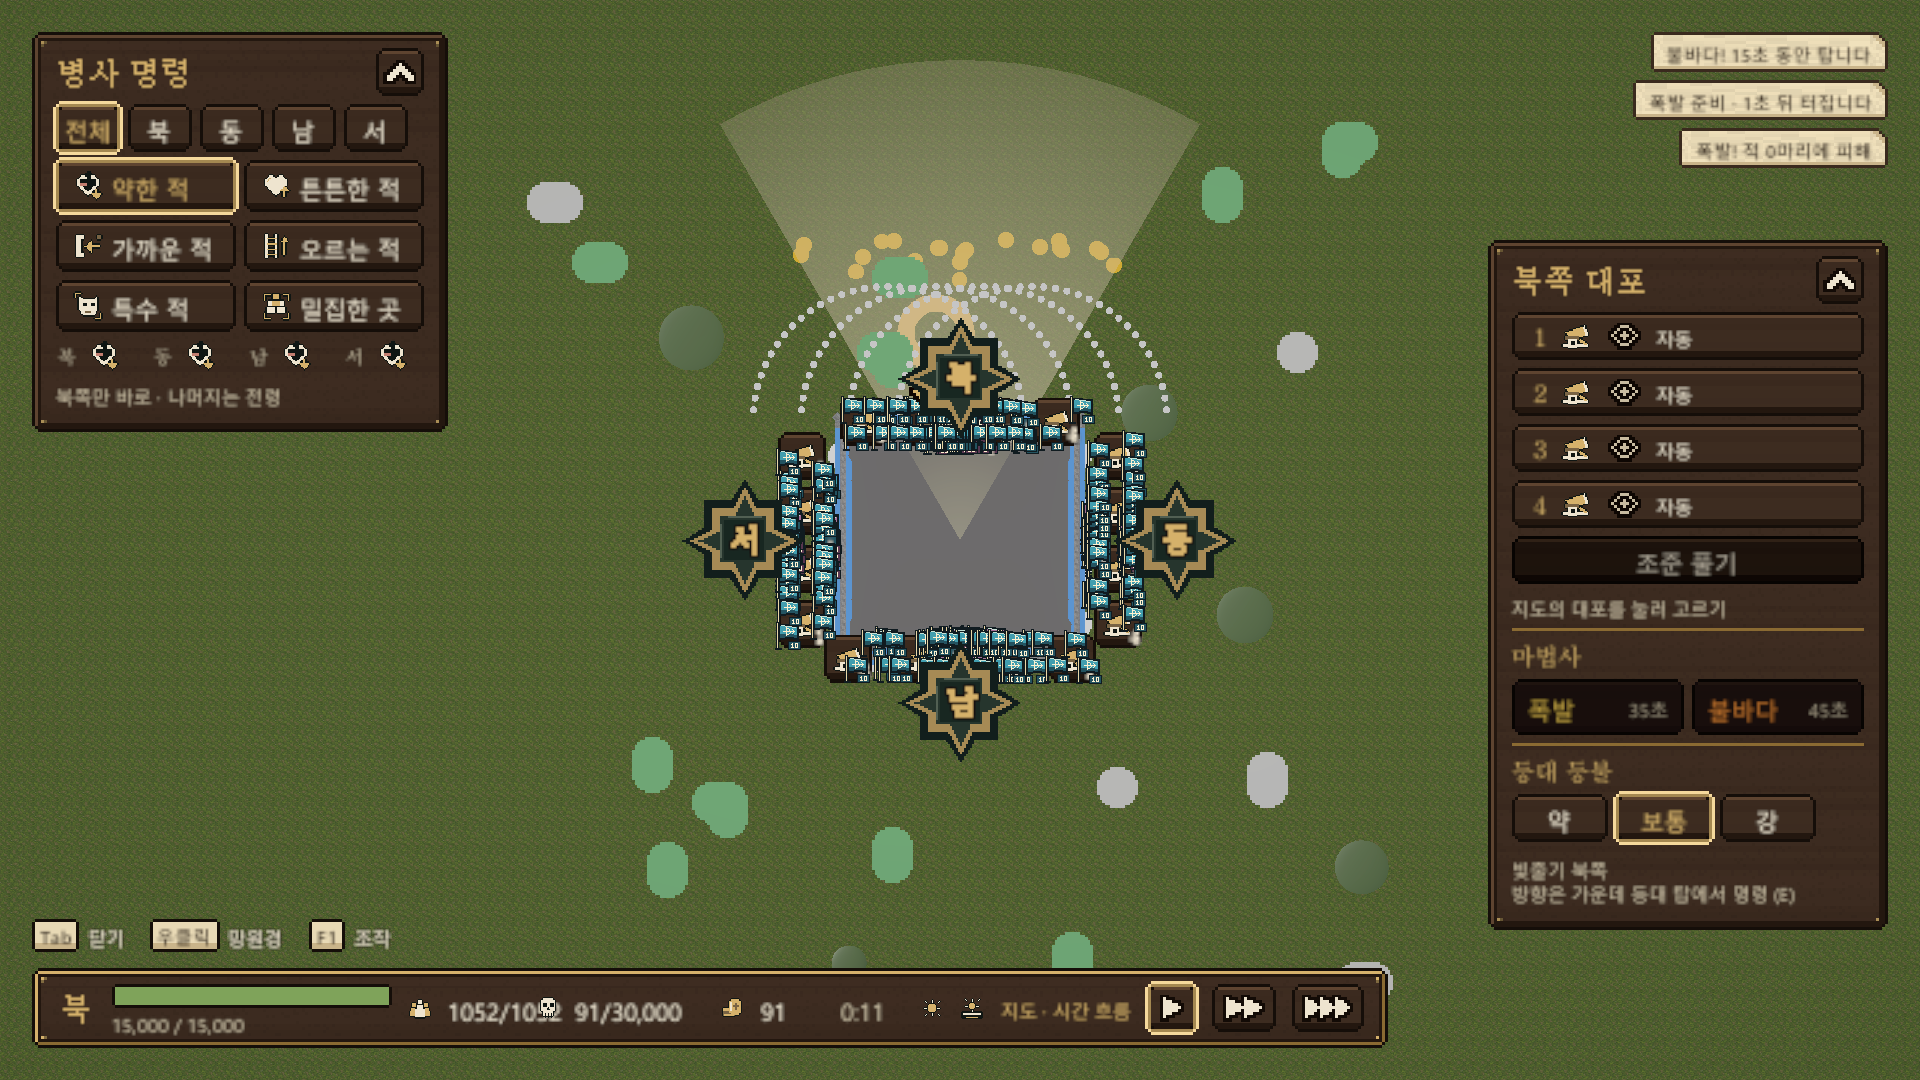 병사 명령
전체 북 동 남 서
약한 적 튼튼한 적
가까운 적 오르는 적
특수 적 밀집한 곳
북 동 남 서
북쪽만 바로 · 나머지는 전령
불바다! 15초 동안 탑니다
폭발 준비 · 1초 뒤 터집니다
폭발! 적 0마리에 피해
북쪽 대포
1 자동
2 자동
3 자동
4 자동
조준 풀기
지도의 대포를 눌러 고르기
마법사
폭발 35초 불바다 45초
등대 등불
약 보통 강
빛줄기 북쪽
방향은 가운데 등대 탑에서 명령 (E)
북
서
동
남
Tab 닫기 우클릭 망원경 F1 조작
북 15,000 / 15,000 1052/1052 91/30,000 91 0:11 지도 · 시간 흐름